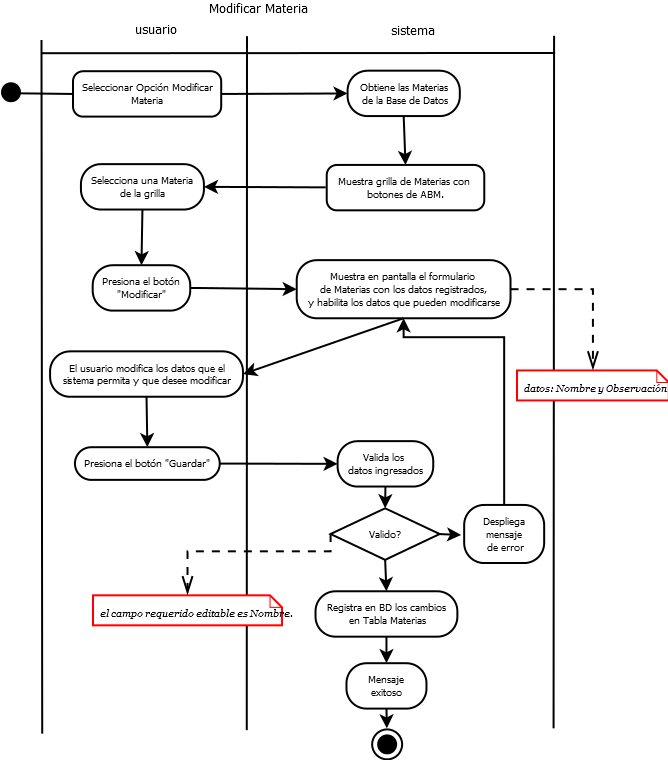 Modificar Materia
usuario
sistema
Seleccionar Opción Modificar
Materia
Obtiene las Materias
de la Base de Datos
Selecciona una Materia
de la grilla
Muestra grilla de Materias con
botones de ABM.
Presiona el botón
"Modificar"
Muestra en pantalla el formulario
de Materias con los datos registrados,
y habilita los datos que pueden modificarse
El usuario modifica los datos que el
sistema permita y que desee modificar
datos: Nombre y Observación
Presiona el botón "Guardar"
Valida los
datos ingresados
Valido?
Despliega
mensaje
de error
el campo requerido editable es Nombre.
Registra en BD los cambios
en Tabla Materias
Mensaje
exitoso